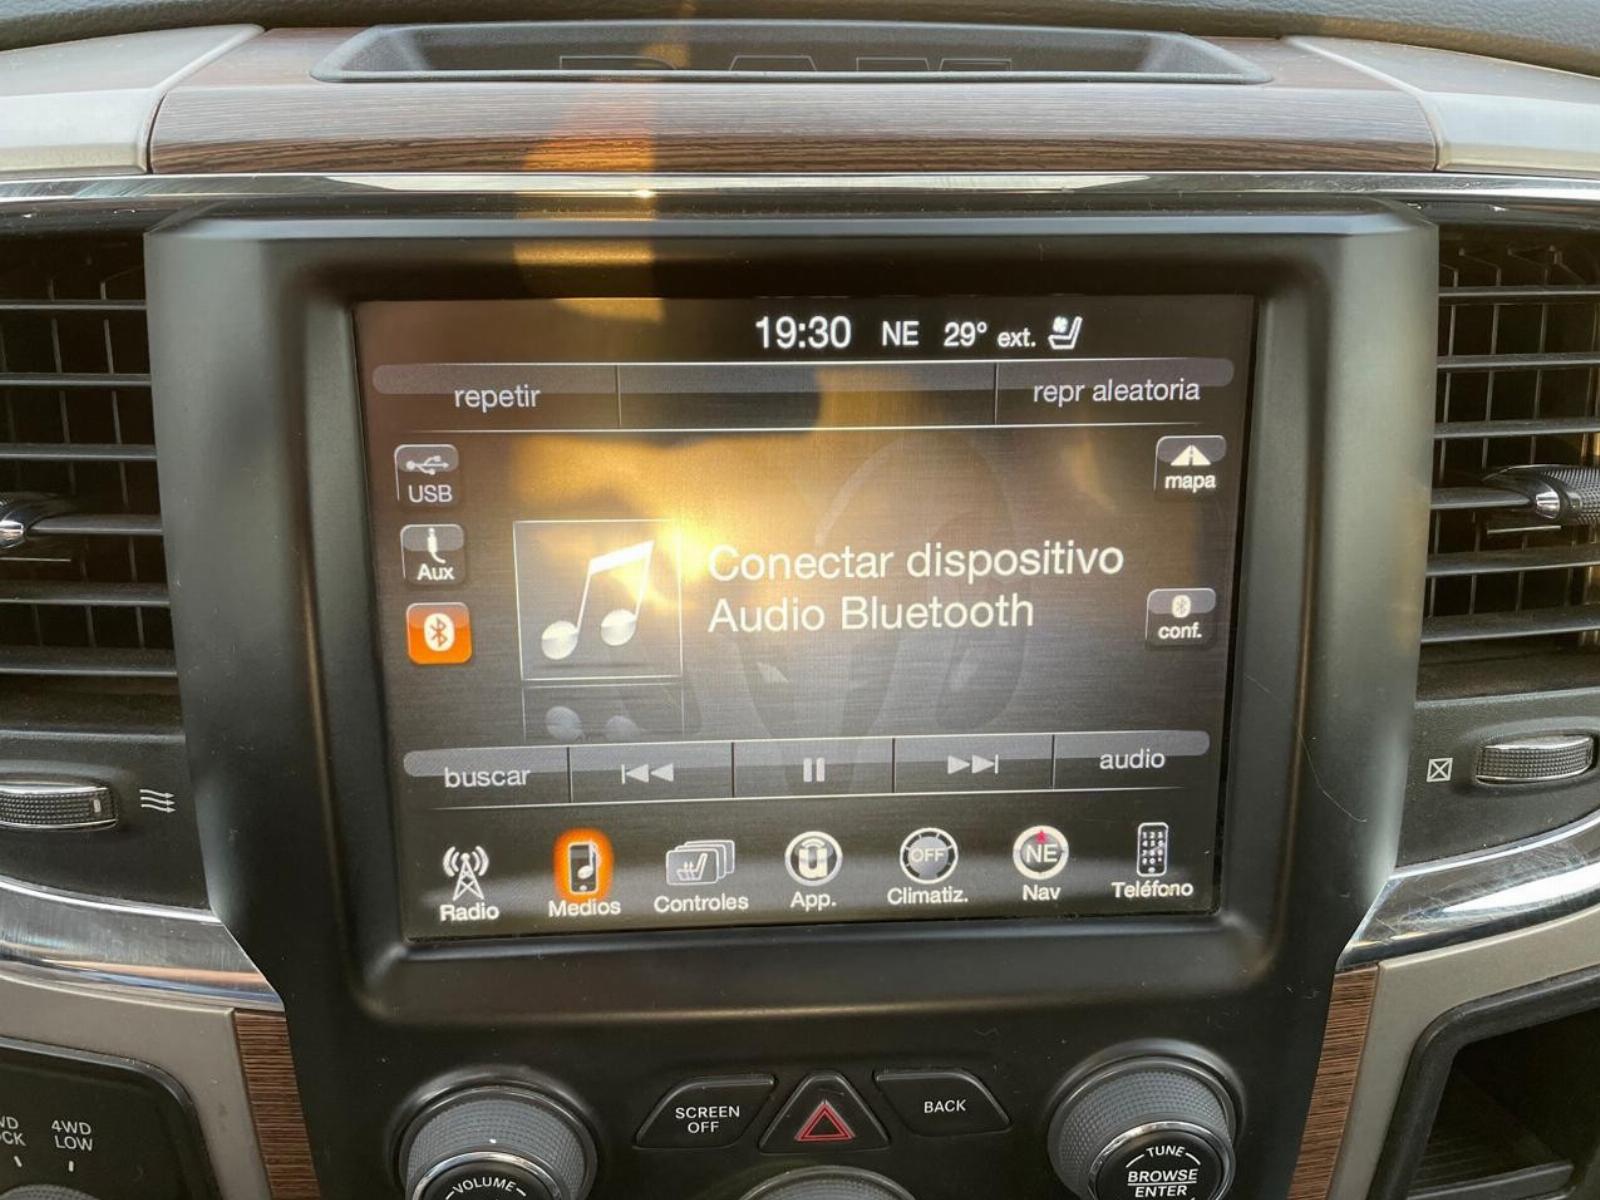 RAM
19:30 NE 29° ext.
repetir
repr aleatoria
USB
mapa
Aux
Conectar dispositivo
Audio Bluetooth
conf.
buscar
audio
Radio
Medios
Controles
App.
OFF
Climatiz.
NE
Nav
Teléfono
SCREEN
OFF
BACK
4WD
LOW
VOLUME
TUNE
BROWSE
ENTER